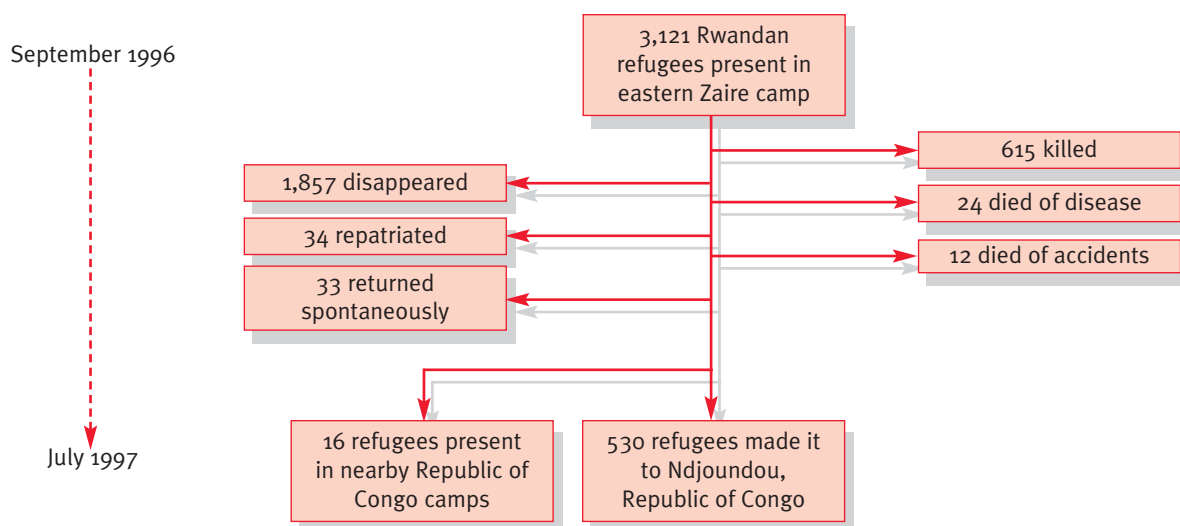 September 1996
3,121 Rwandan
refugees present in
eastern Zaire camp
615 killed
1,857 disappeared
24 died of disease
34 repatriated
12 died of accidents
33 returned
spontaneously
16 refugees present
in nearby Republic of
Congo camps
530 refugees made it
to Ndjoundou,
Republic of Congo
July 1997